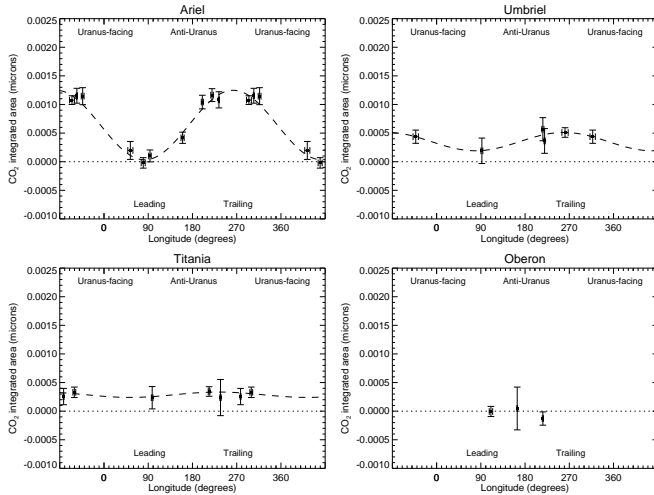 Ariel
0.0025
0.0020
0.0015
0.0010
0.0005
0.0000
-0.0005
-0.0010
CO2 integrated area (microns)
Uranus-facing Anti-Uranus Uranus-facing
Leading Trailing
0 90 180 270 360
Longitude (degrees)
Umbriel
0.0025
0.0020
0.0015
0.0010
0.0005
0.0000
-0.0005
-0.0010
CO2 integrated area (microns)
Uranus-facing Anti-Uranus Uranus-facing
Leading Trailing
0 90 180 270 360
Longitude (degrees)
Titania
0.0025
0.0020
0.0015
0.0010
0.0005
0.0000
-0.0005
-0.0010
CO2 integrated area (microns)
Uranus-facing Anti-Uranus Uranus-facing
Leading Trailing
0 90 180 270 360
Longitude (degrees)
Oberon
0.0025
0.0020
0.0015
0.0010
0.0005
0.0000
-0.0005
-0.0010
CO2 integrated area (microns)
Uranus-facing Anti-Uranus Uranus-facing
Leading Trailing
0 90 180 270 360
Longitude (degrees)